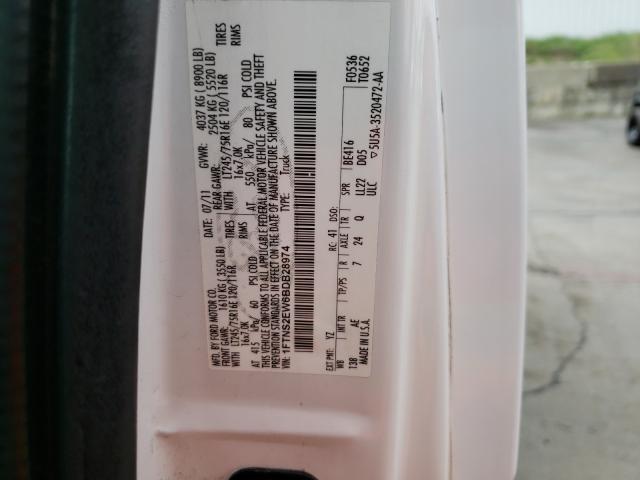 MFD. BY FORD MOTOR CO.
DATE: 07/11 GVWR: 4037 KG ( 8900 LB)
FRONT GAWR: 1610 KG ( 3550 LB) REAR GAWR: 2504 KG ( 5520 LB)
WITH LT245/75R16E 120/116R TIRES WITH LT245/75R16E 120/116R TIRES
16x7.0K RIMS 16x7.0K RIMS
AT 415 kPa/ 60 PSI COLD AT 550 kPa/ 80 PSI COLD
THIS VEHICLE CONFORMS TO ALL APPLICABLE FEDERAL MOTOR VEHICLE SAFETY AND THEFT
PREVENTION STANDARDS IN EFFECT ON THE DATE OF MANUFACTURE SHOWN ABOVE.
VIN: 1FTNS2EW6BDB28974 TYPE: Truck
F0536
T0652
EXT PNT: YZ RC: 41 DSO:
WB INT TR TP/PS R AXLE TR SPR BE416
138 AE 7 24 Q LL22 D05
MADE IN U.S.A. ULC
5U5A-3520472-AA